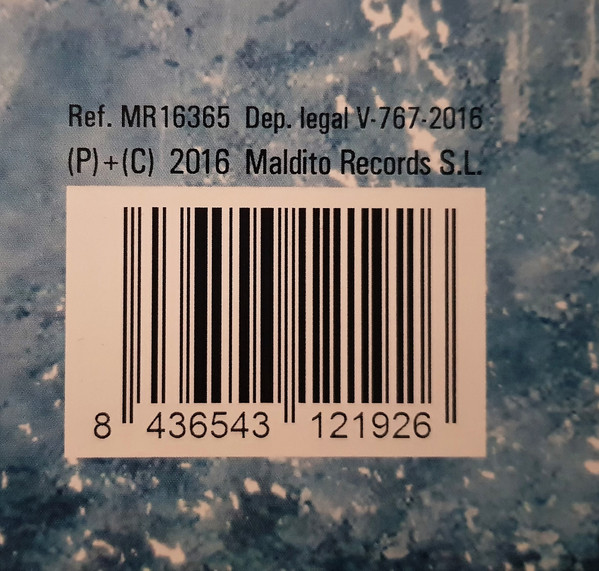 Ref. MR16365 Dep. legal V-767-2016
(P)+(C) 2016 Maldito Records S.L.
8 436543 121926